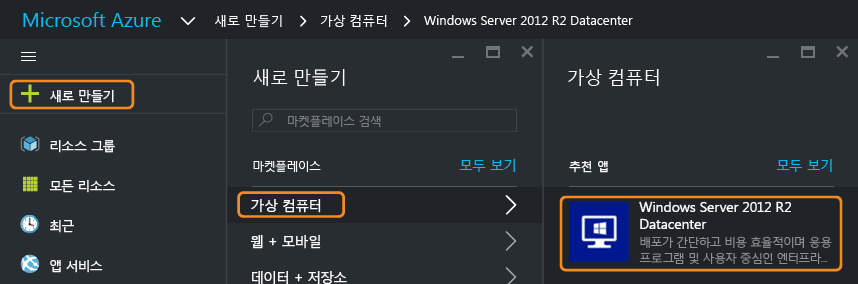 Microsoft Azure 새로 만들기 가상 컴퓨터 Windows Server 2012 R2 Datacenter
새로 만들기
리소스 그룹
모든 리소스
최근
앱 서비스
새로 만들기
마켓플레이스 검색
마켓플레이스 모두 보기
가상 컴퓨터
웹 + 모바일
데이터 + 저장소
가상 컴퓨터
추천 앱 모두 보기
Windows Server 2012 R2
Datacenter
배포가 간단하고 비용 효율적이며 응용
프로그램 및 사용자 중심인 엔터프라...